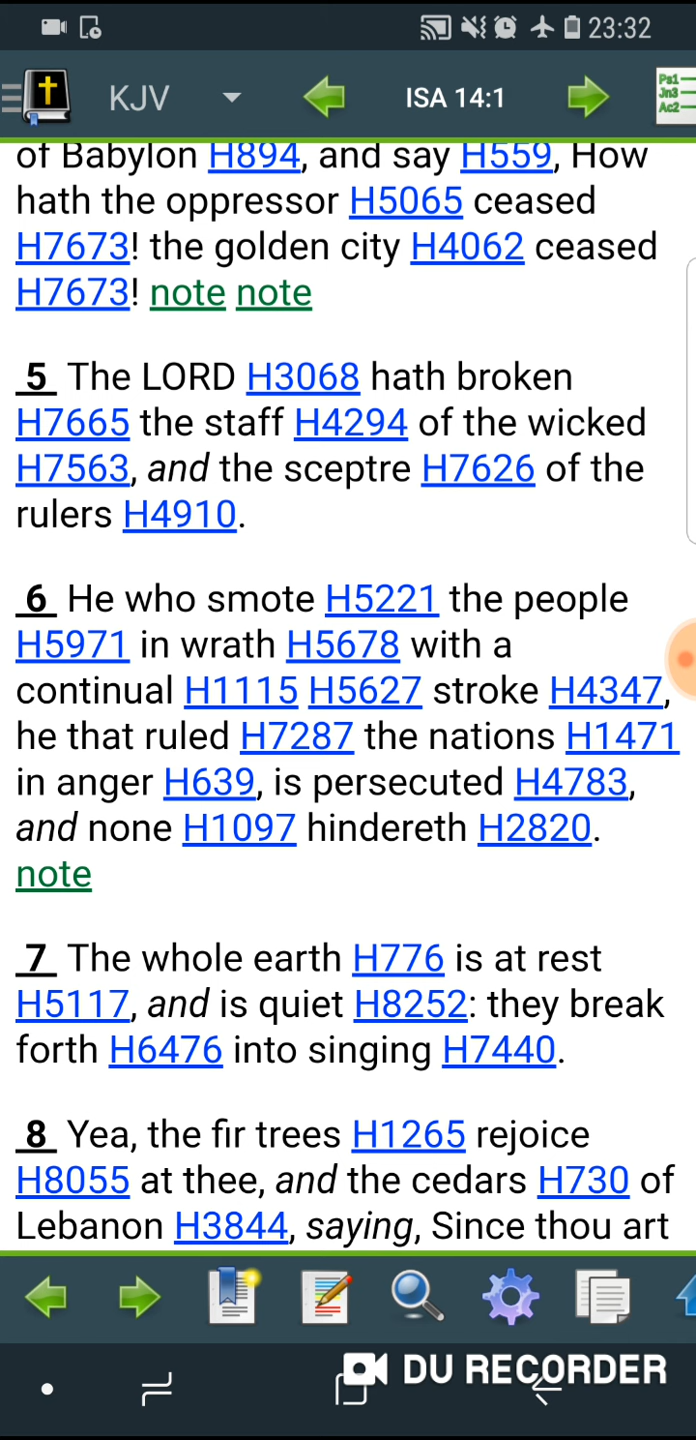 23:32
KJV ISA 14:1 Ps1 Jn3 Ac2
of Babylon H894, and say H559, How
hath the oppressor H5065 ceased
H7673! the golden city H4062 ceased
H7673! note note
5 The LORD H3068 hath broken
H7665 the staff H4294 of the wicked
H7563, and the sceptre H7626 of the
rulers H4910.
6 He who smote H5221 the people
H5971 in wrath H5678 with a
continual H1115 H5627 stroke H4347,
he that ruled H7287 the nations H1471
in anger H639, is persecuted H4783,
and none H1097 hindereth H2820.
note
7 The whole earth H776 is at rest
H5117, and is quiet H8252: they break
forth H6476 into singing H7440.
8 Yea, the fir trees H1265 rejoice
H8055 at thee, and the cedars H730 of
Lebanon H3844, saying, Since thou art
DU RECORDER